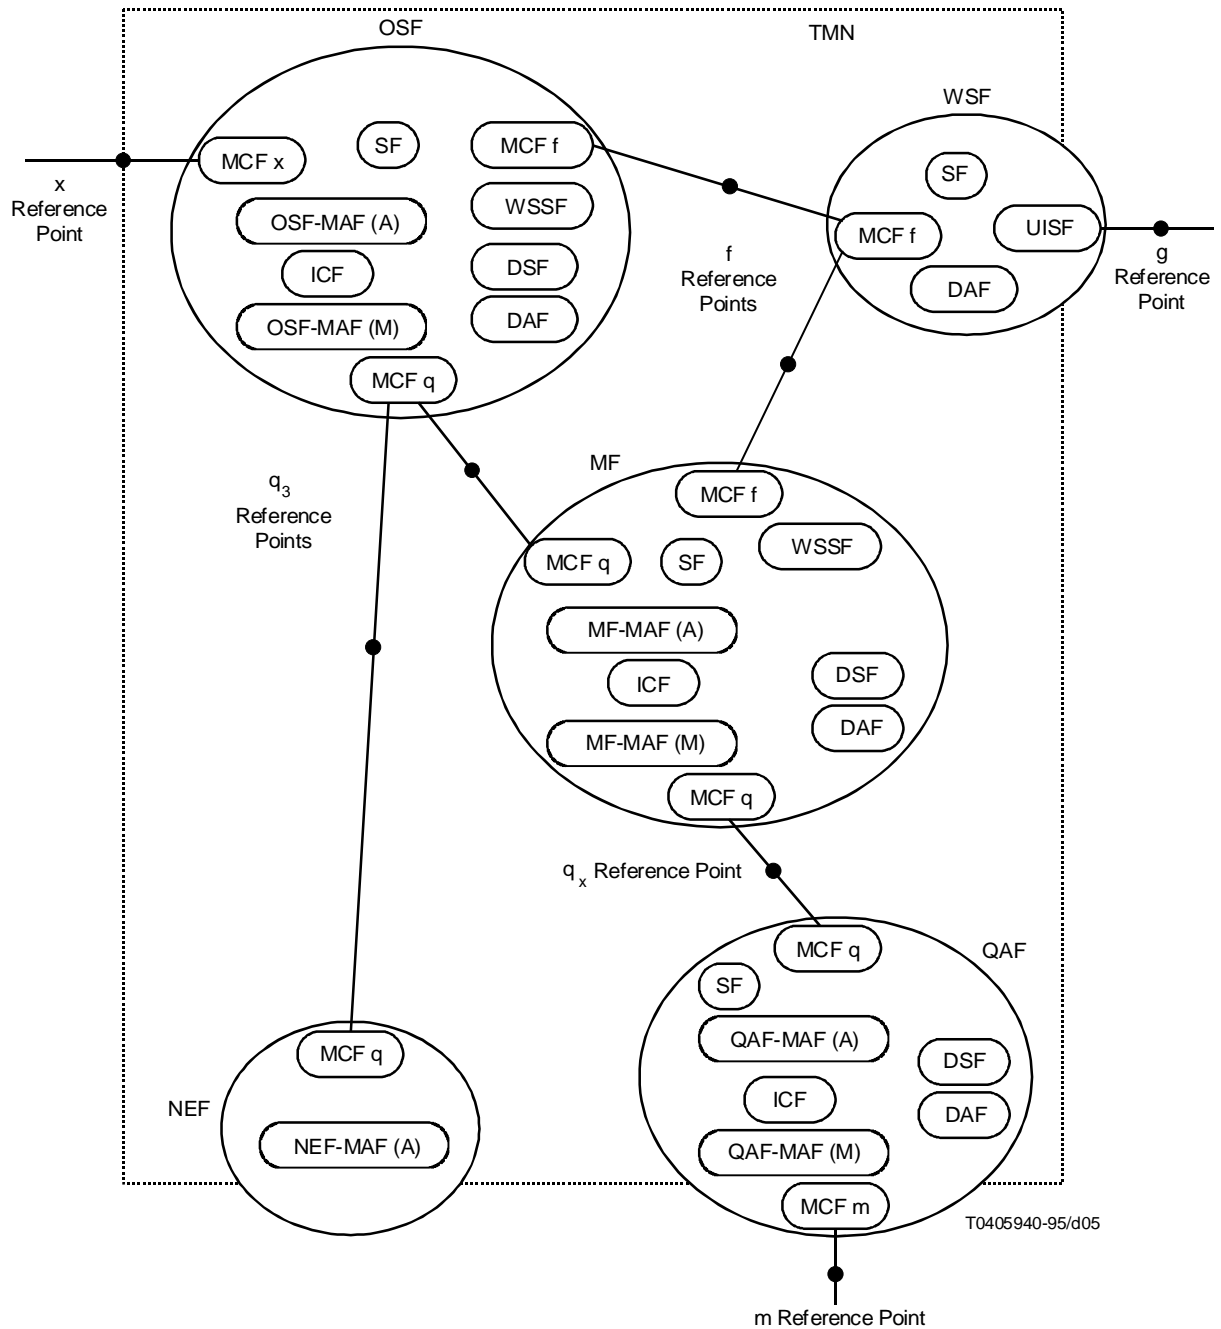 OSF
TMN
WSF
MCF x
SF
MCF f
x
Reference
Point
OSF-MAF (A)
WSSF
ICF
DSF
OSF-MAF (M)
DAF
MCF q
SF
MCF f
UISF
DAF
f
Reference
Points
g
Reference
Point
q3
Reference
Points
MF
MCF f
WSSF
MCF q
SF
MF-MAF (A)
ICF
DSF
MF-MAF (M)
DAF
MCF q
qx Reference Point
QAF
MCF q
SF
QAF-MAF (A)
DSF
ICF
DAF
QAF-MAF (M)
MCF m
NEF
MCF q
NEF-MAF (A)
T0405940-95/d05
m Reference Point